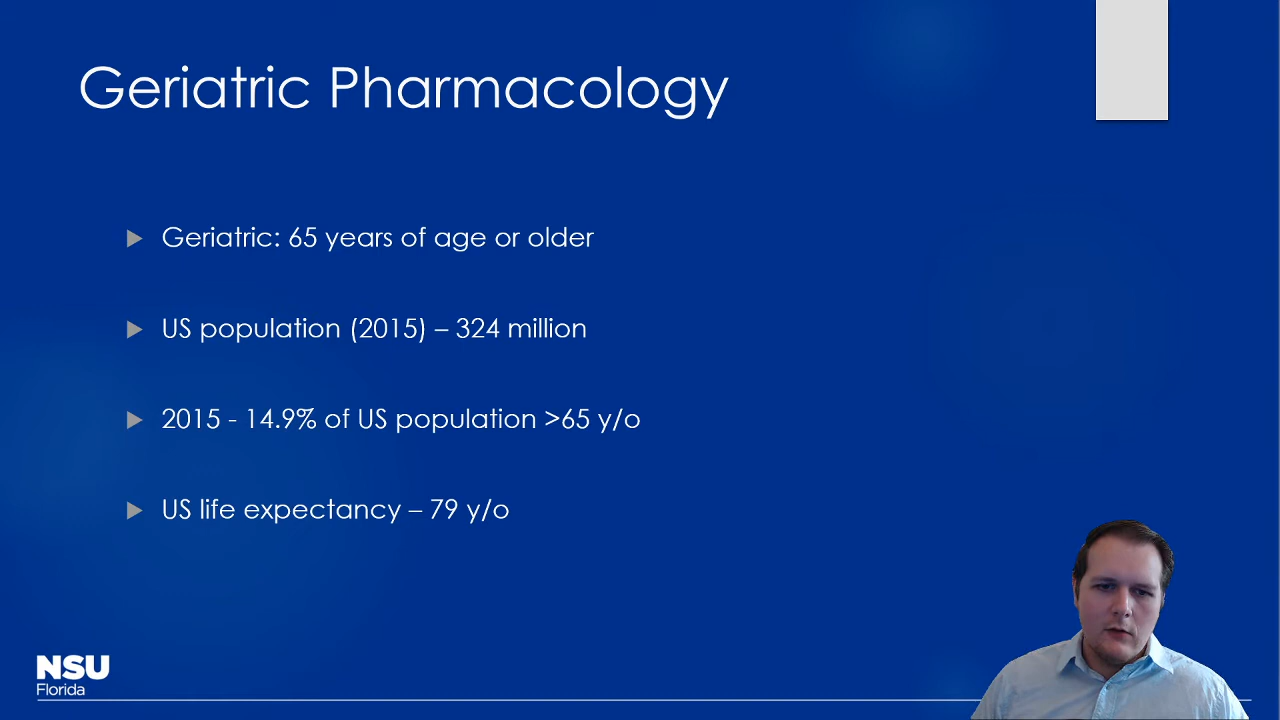 Geriatric Pharmacology
Geriatric: 65 years of age or older
US population (2015) – 324 million
2015 - 14.9% of US population >65 y/o
US life expectancy – 79 y/o
NSU
Florida